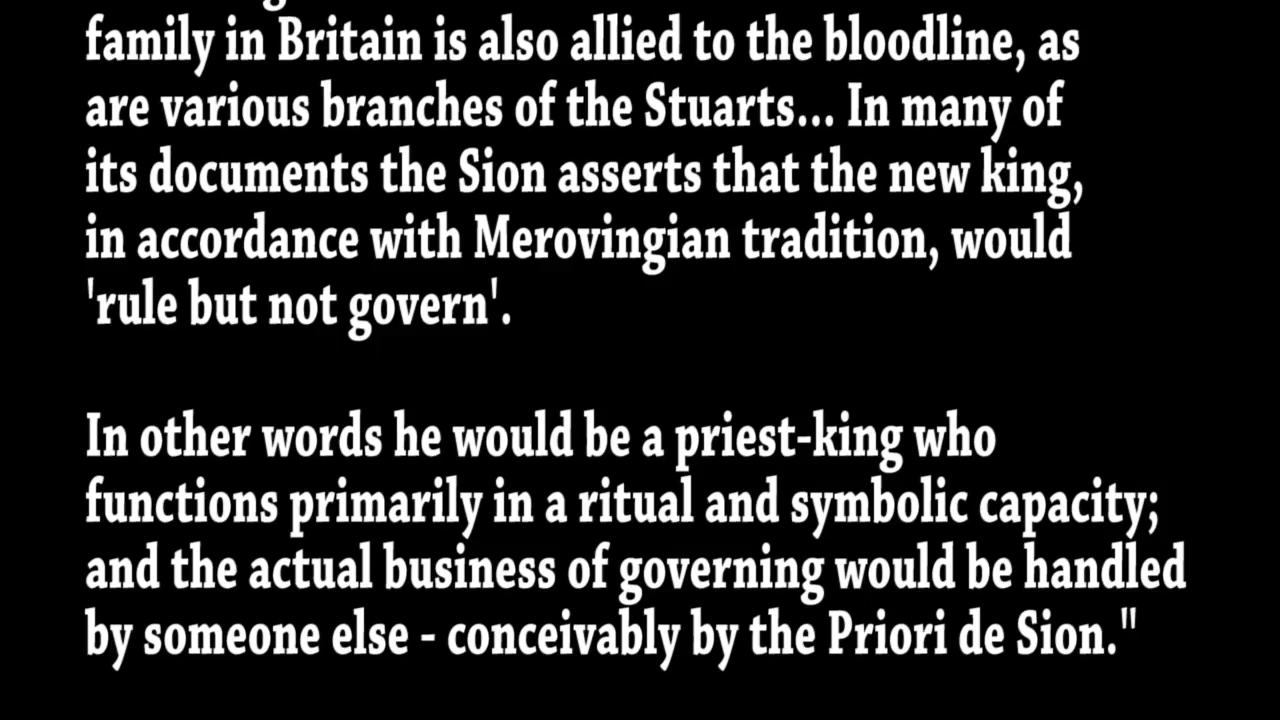 family in Britain is also allied to the bloodline, as
are various branches of the Stuarts... In many of
its documents the Sion asserts that the new king,
in accordance with Merovingian tradition, would
'rule but not govern'.
In other words he would be a priest-king who
functions primarily in a ritual and symbolic capacity;
and the actual business of governing would be handled
by someone else - conceivably by the Priori de Sion."